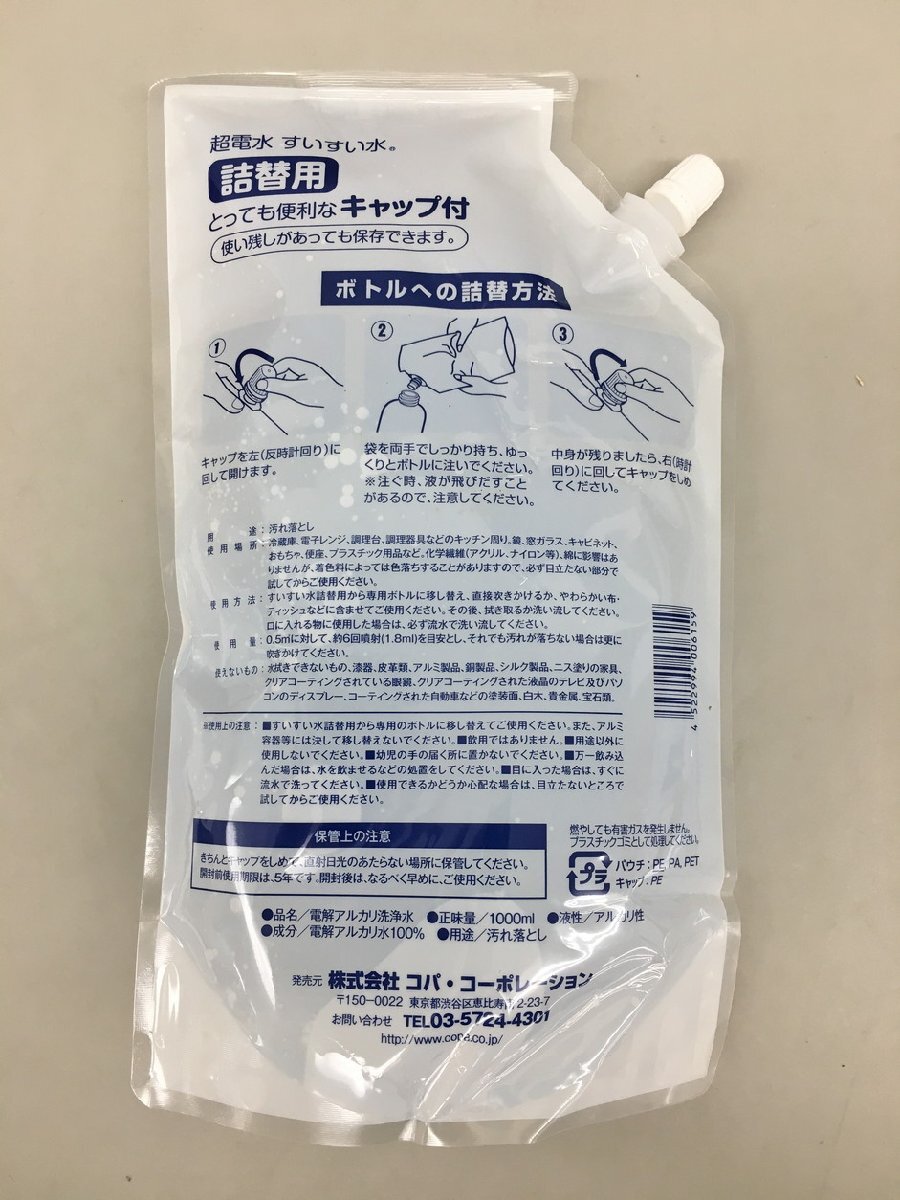 超電水 すいすい水®
詰替用
とっても便利なキャップ付
使い残しがあっても保存できます。
ボトルへの詰替方法
1
2
3
キャップを左(反時計回り)に
回して開けます。
袋を両手でしっかり持ち、ゆっ
くりとボトルに注いでください。
※注ぐ時、液が飛びだすこと
があるので、注意してください。
中身が残りましたら、右(時計
回り)に回してキャップをしめ
てください。
用途:汚れ落とし
使用場所:冷蔵庫、電子レンジ、調理台、調理器具などのキッチン周り、鏡、窓ガラス、キャビネット、
おもちゃ、便座、プラスチック用品など。化学繊維(アクリル、ナイロン等)、綿に影響はあ
りませんが、着色料によっては色落ちすることがありますので、必ず目立たない部分で
試してからご使用ください。
使用方法:すいすい水詰替用から専用ボトルに移し替え、直接吹きかけるか、やわらかい布・
ティッシュなどに含ませてご使用ください。その後、拭き取るか洗い流してください。
口に入れる物に使用した場合は、必ず流水で洗い流してください。
使用量:0.5㎡に対して、約6回噴射(1.8ml)を目安とし、それでも汚れが落ちない場合は更に
吹きかけてください。
使えないもの:水拭きできないもの、漆器、皮革類、アルミ製品、銅製品、シルク製品、ニス塗りの家具、
クリアコーティングされている眼鏡、クリアコーティングされた液晶のテレビ及びパソ
コンのディスプレー、コーティングされた自動車などの塗装面、白木、貴金属、宝石類。
※使用上の注意:■すいすい水詰替用から専用のボトルに移し替えてご使用ください。また、アルミ
容器等には決して移し替えないでください。■飲用ではありません。■用途以外に
使用しないでください。■幼児の手の届く所に置かないでください。■万一飲み込
んだ場合は、水を飲ませるなどの処置をしてください。■目に入った場合は、すぐに
流水で洗ってください。■使用できるかどうか心配な場合は、目立たないところで
試してからご使用ください。
4 522994 006159
保管上の注意
きちんとキャップをしめて、直射日光のあたらない場所に保管してください。
開封前使用期限は、5年です。開封後は、なるべく早めに、ご使用ください。
燃やしても有害ガスを発生しません。
プラスチックゴミとして処理してください。
プラ
パウチ:PE, PA, PET
キャップ:PE
●品名/電解アルカリ洗浄水 ●正味量/1000ml ●液性/アルカリ性
●成分/電解アルカリ水100% ●用途/汚れ落とし
発売元 株式会社 コパ・コーポレーション
〒150-0022 東京都渋谷区恵比寿南2-23-7
お問い合わせ TEL03-5724-4301
http://www.copa.co.jp/